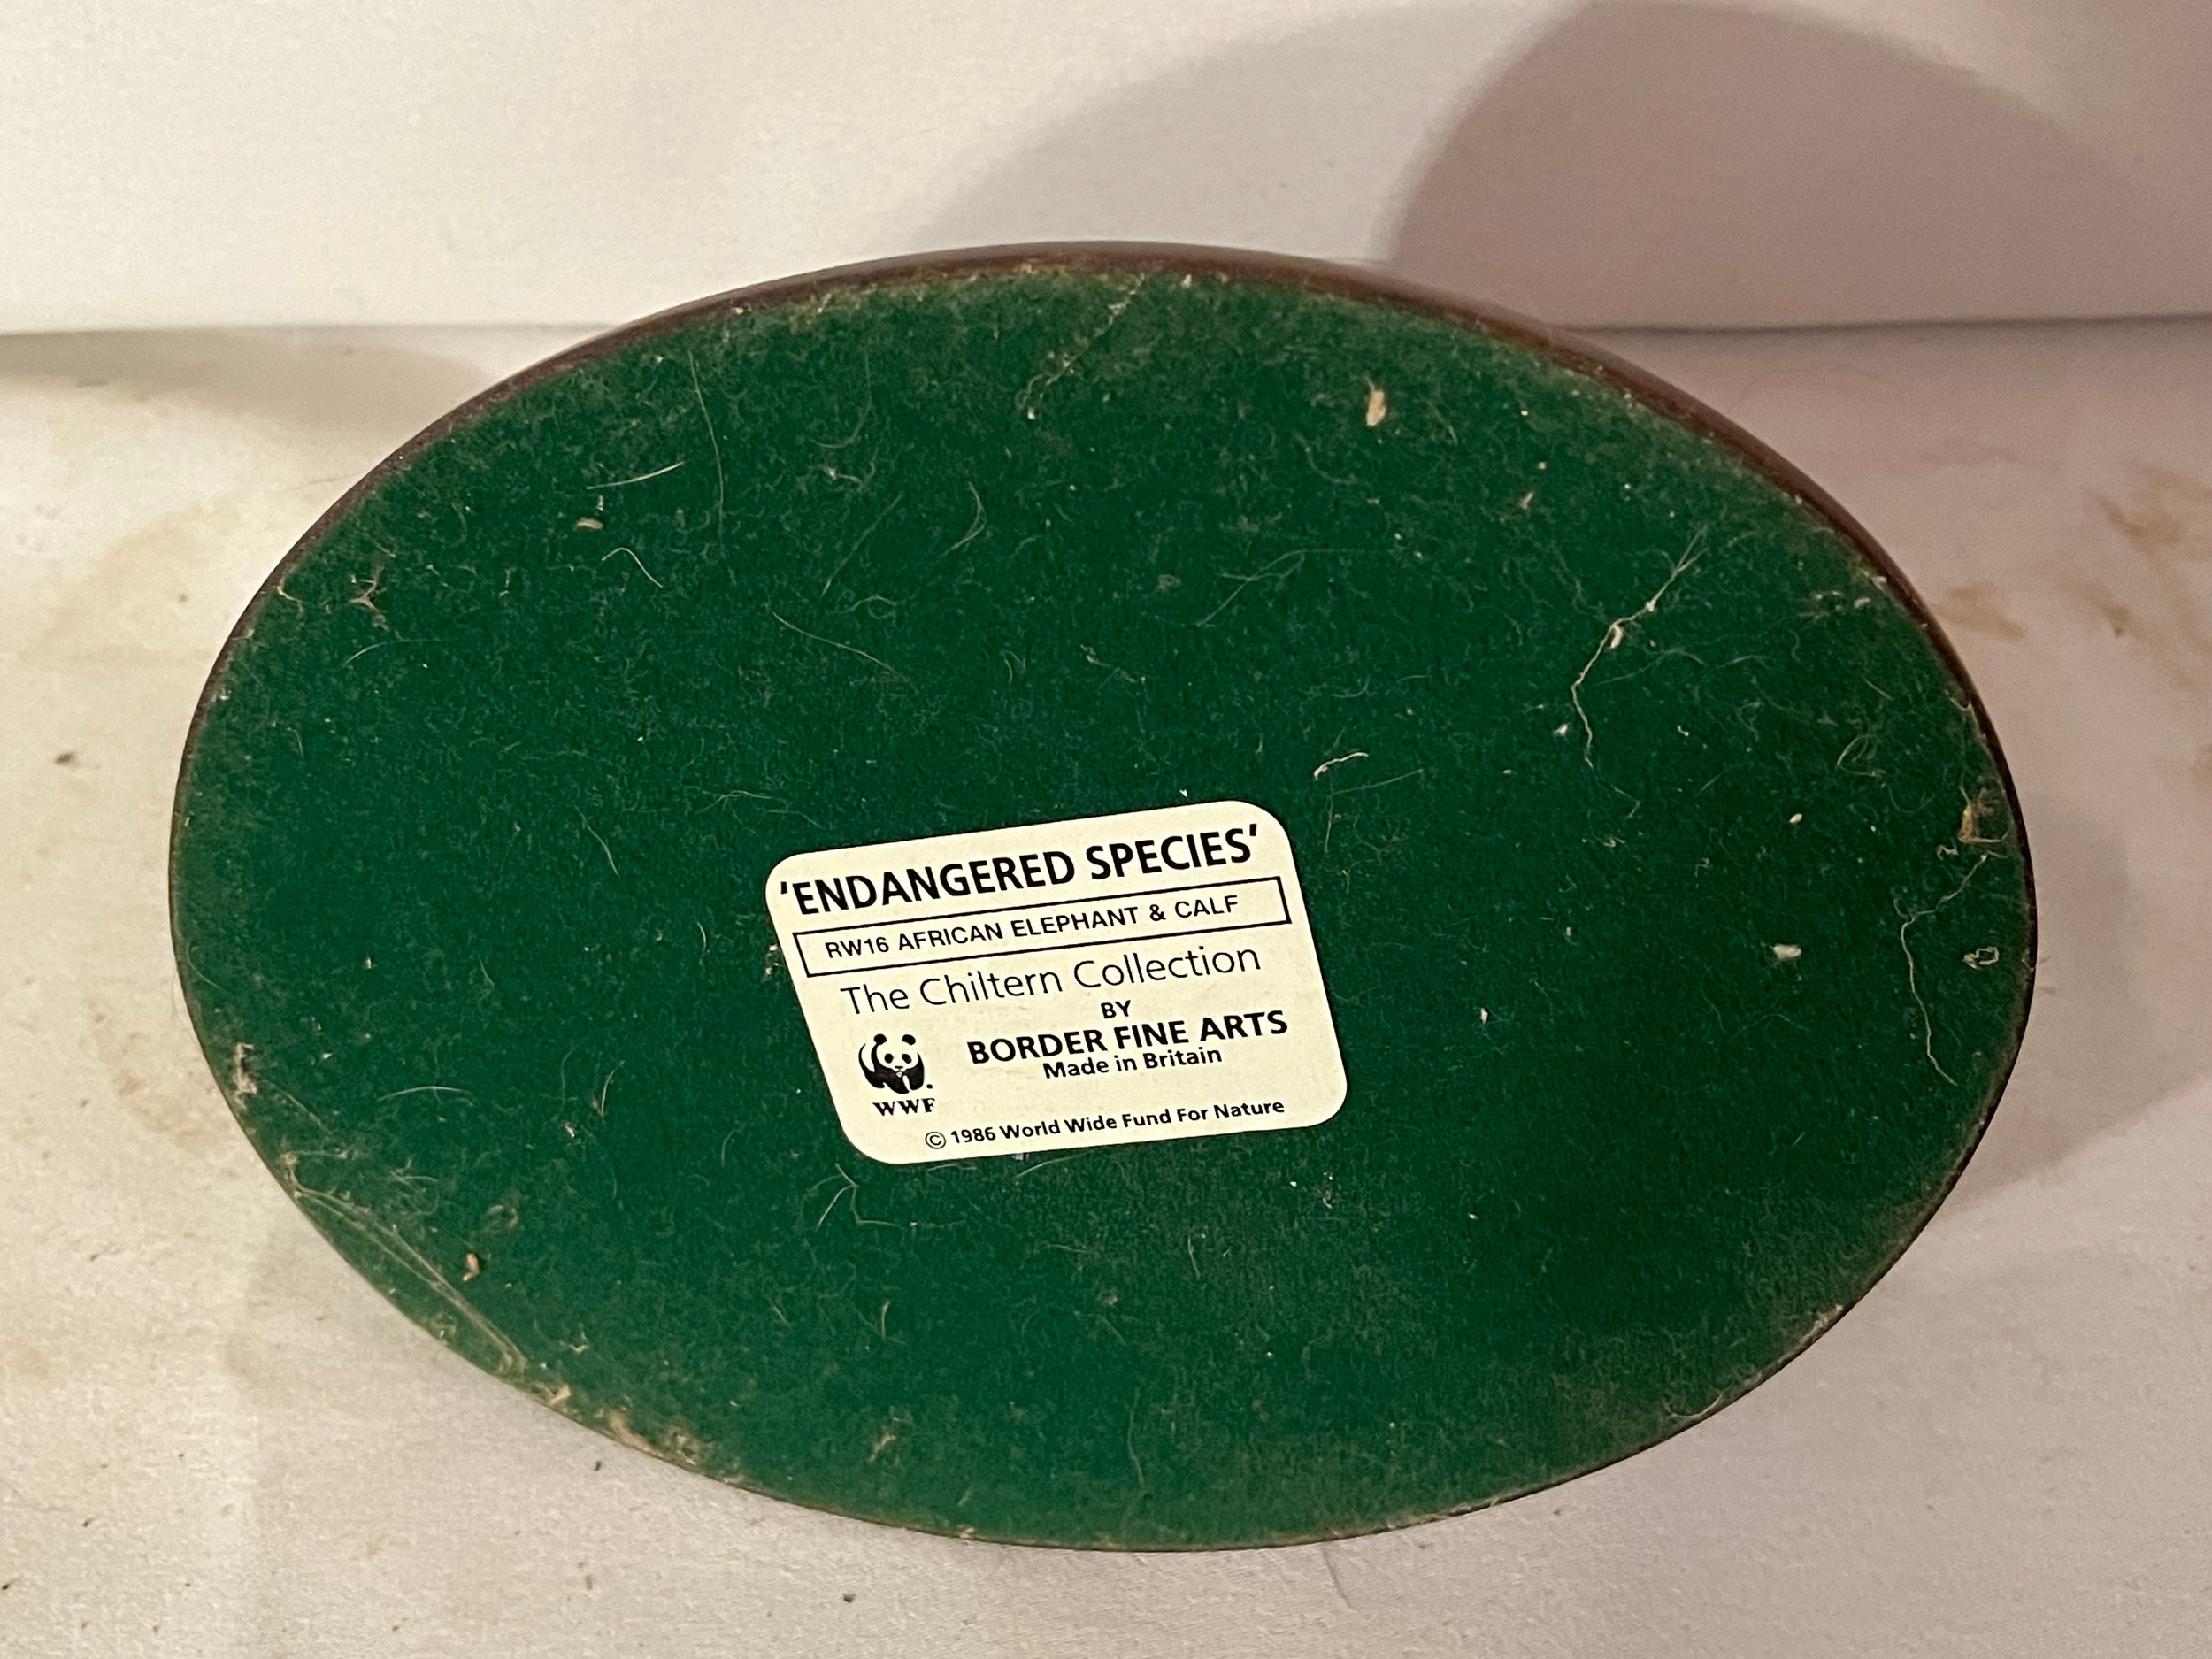 'ENDANGERED SPECIES'
RW16 AFRICAN ELEPHANT & CALF
The Chiltern Collection
BY
BORDER FINE ARTS
Made in Britain
WWF
© 1986 World Wide Fund For Nature